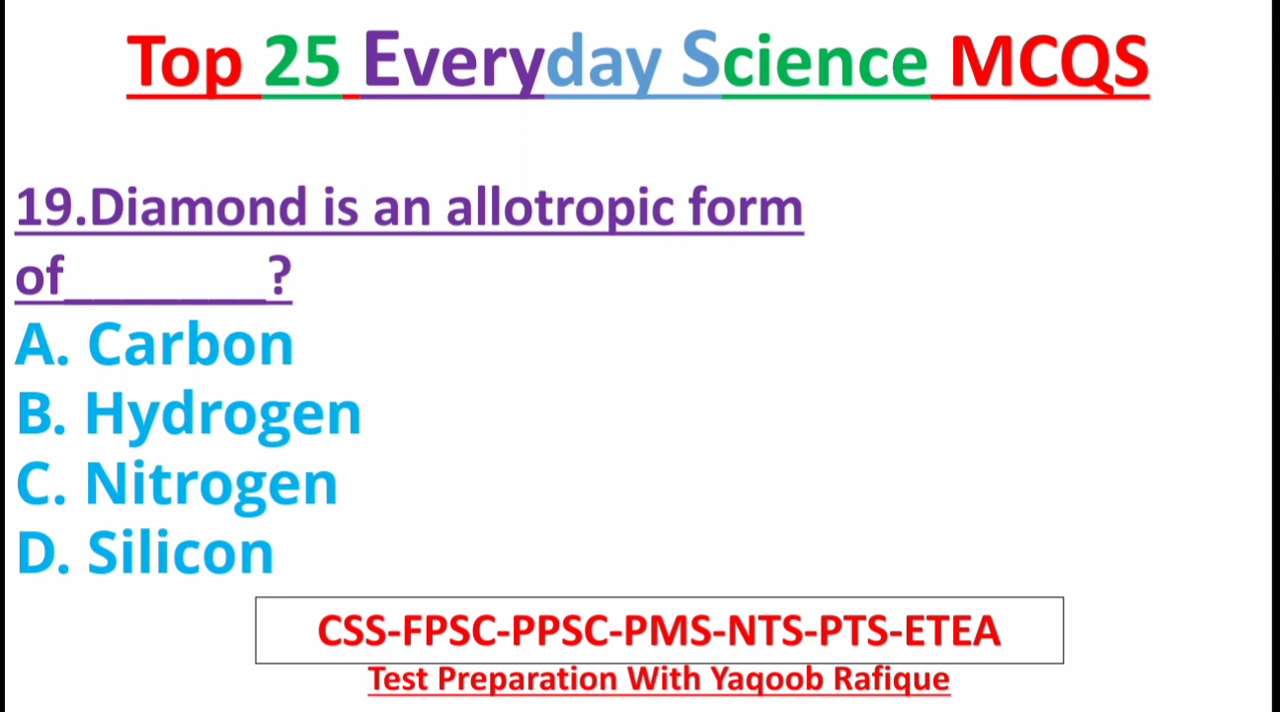 Top 25 Everyday Science MCQS
19.Diamond is an allotropic form
of_______?
A. Carbon
B. Hydrogen
C. Nitrogen
D. Silicon
CSS-FPSC-PPSC-PMS-NTS-PTS-ETEA
Test Preparation With Yaqoob Rafique